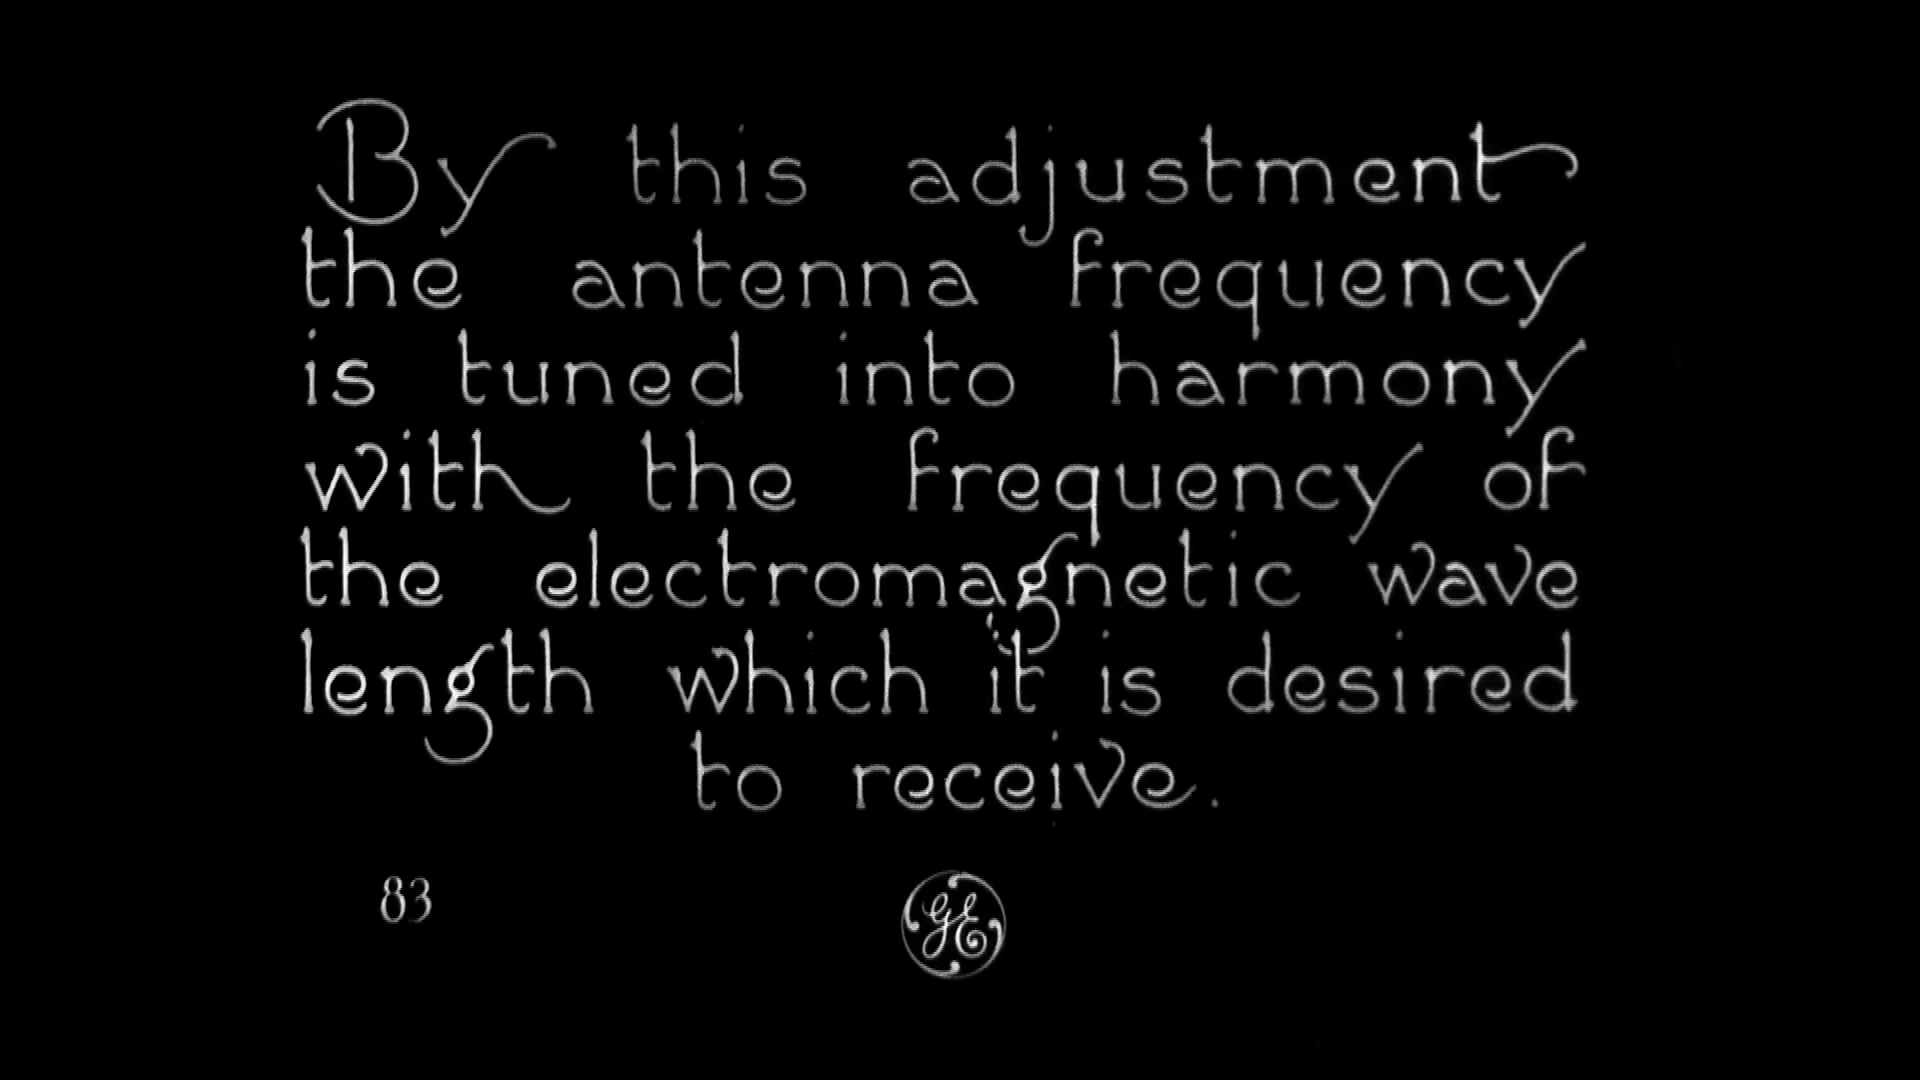 By this adjustment
the antenna frequency
is tuned into harmony
with the frequency of
the electromagnetic wave
length which it is desired
to receive.
83
GE